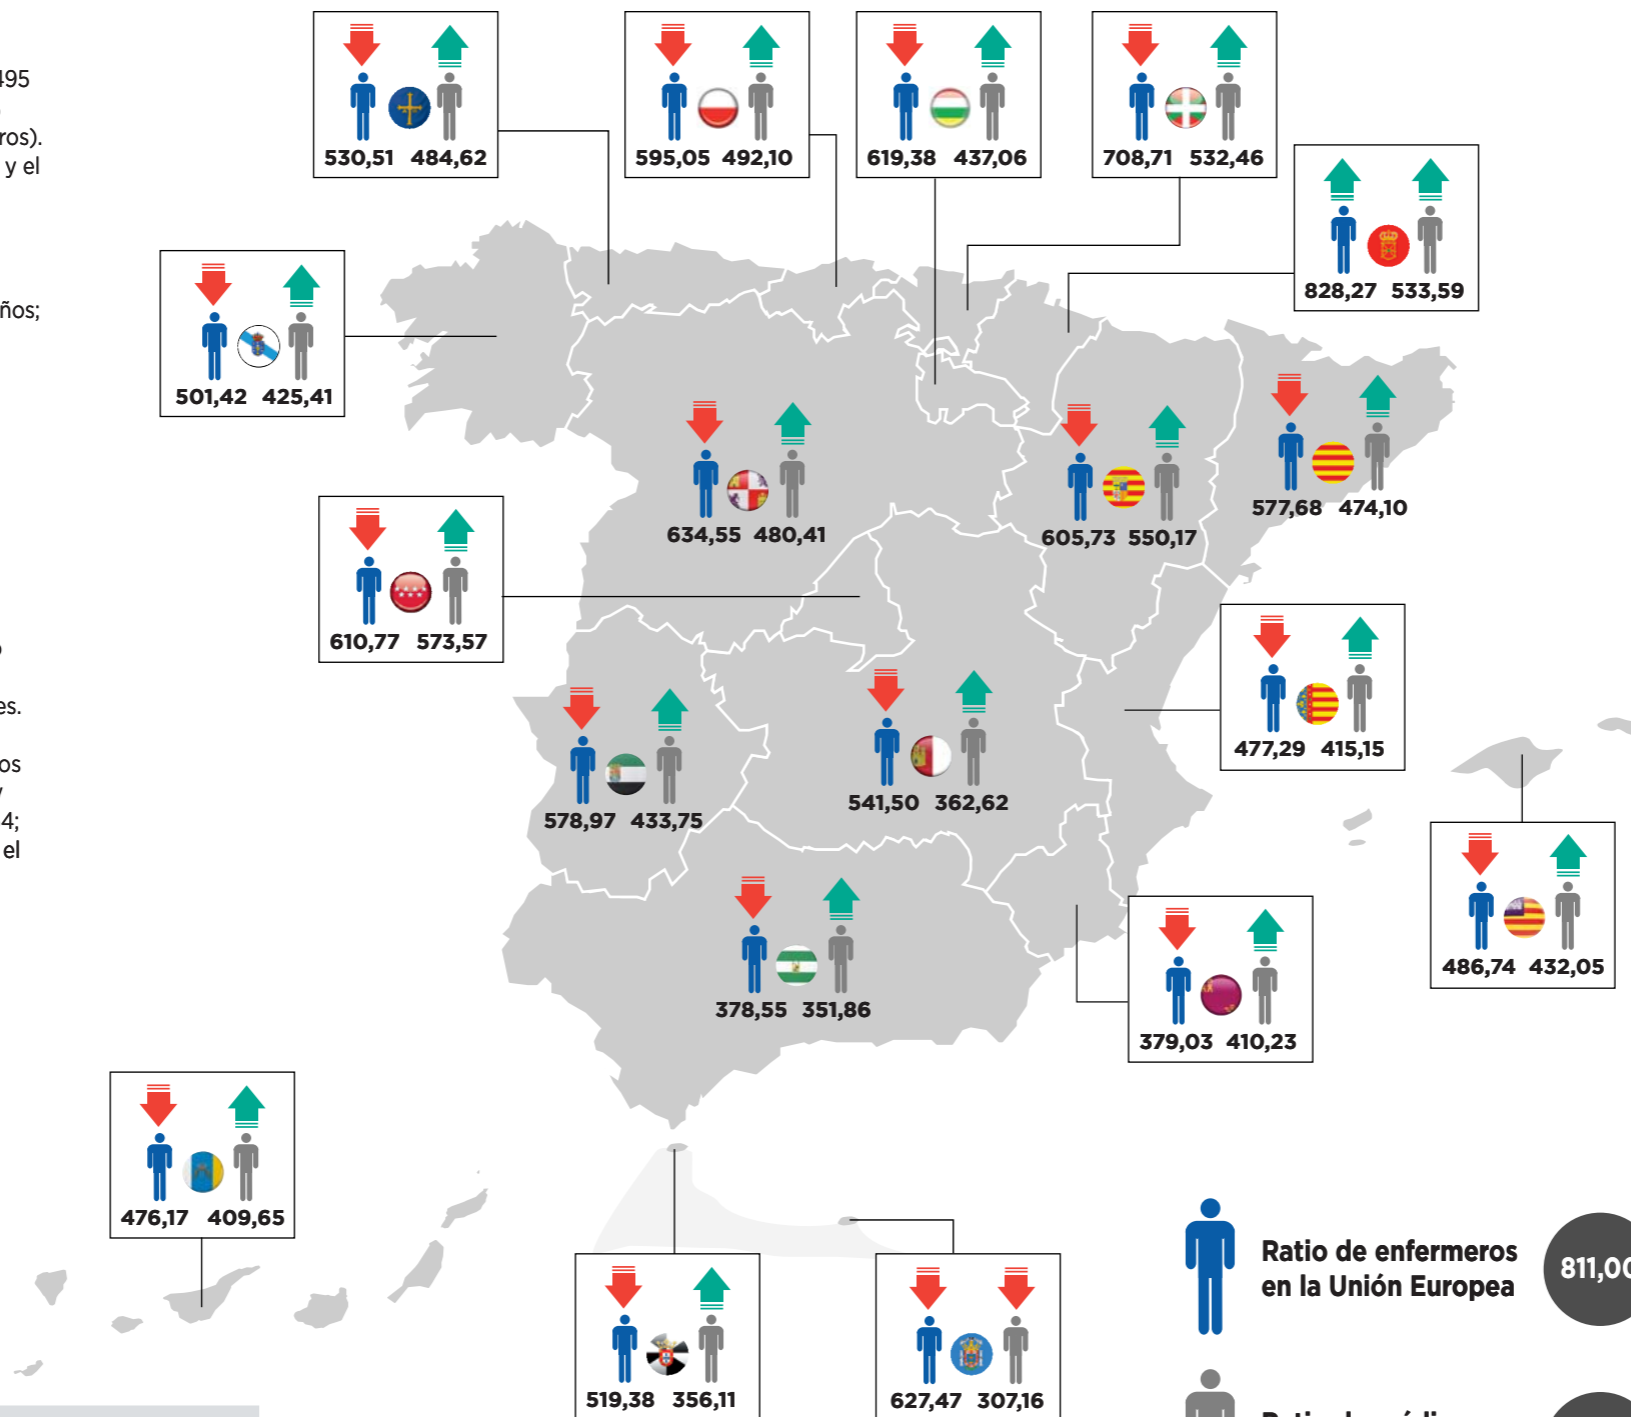 495
ros).
y el
ños;
es.
os
4;
el
530,51 484,62
595,05 492,10
619,38 437,06
708,71 532,46
828,27 533,59
501,42 425,41
634,55 480,41
605,73 550,17
577,68 474,10
610,77 573,57
477,29 415,15
578,97 433,75
541,50 362,62
486,74 432,05
378,55 351,86
379,03 410,23
476,17 409,65
519,38 356,11
627,47 307,16
Ratio de enfermeros
en la Unión Europea
811,00